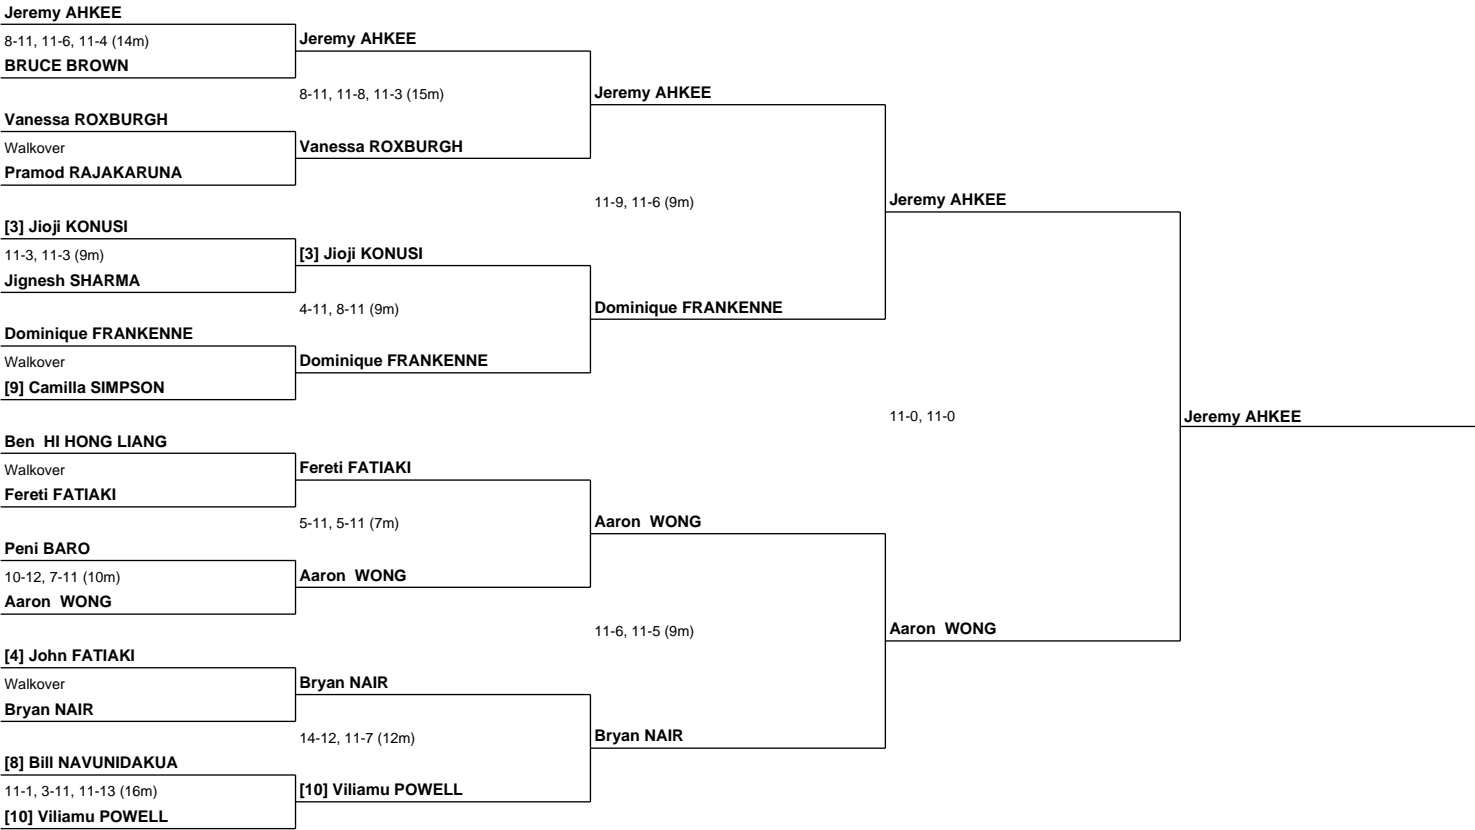 Jeremy AHKEE
8-11, 11-6, 11-4 (14m)
BRUCE BROWN
Jeremy AHKEE
8-11, 11-8, 11-3 (15m)
Vanessa ROXBURGH
Walkover
Pramod RAJAKARUNA
Vanessa ROXBURGH
Jeremy AHKEE
11-9, 11-6 (9m)
[3] Jioji KONUSI
11-3, 11-3 (9m)
Jignesh SHARMA
[3] Jioji KONUSI
4-11, 8-11 (9m)
Dominique FRANKENNE
Walkover
[9] Camilla SIMPSON
Dominique FRANKENNE
Dominique FRANKENNE
Jeremy AHKEE
11-0, 11-0
Jeremy AHKEE
Ben  HI HONG LIANG
Walkover
Fereti FATIAKI
Fereti FATIAKI
5-11, 5-11 (7m)
Peni BARO
10-12, 7-11 (10m)
Aaron  WONG
Aaron  WONG
Aaron  WONG
11-6, 11-5 (9m)
[4] John FATIAKI
Walkover
Bryan NAIR
Bryan NAIR
14-12, 11-7 (12m)
[8] Bill NAVUNIDAKUA
11-1, 3-11, 11-13 (16m)
[10] Viliamu POWELL
[10] Viliamu POWELL
Bryan NAIR
Aaron  WONG